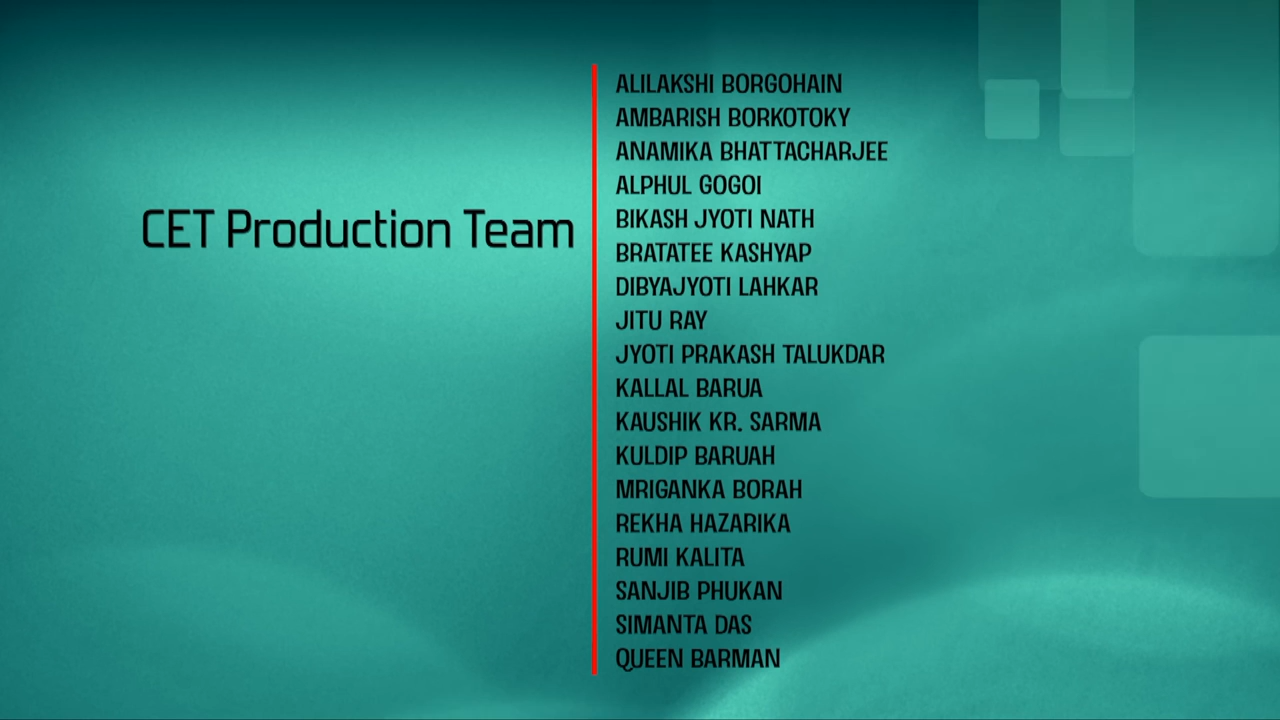 CET Production Team
ALILAKSHI BORGOHAIN
AMBARISH BORKOTOKY
ANAMIKA BHATTACHARJEE
ALPHUL GOGOI
BIKASH JYOTI NATH
BRATATEE KASHYAP
DIBYAJYOTI LAHKAR
JITU RAY
JYOTI PRAKASH TALUKDAR
KALLAL BARUA
KAUSHIK KR. SARMA
KULDIP BARUAH
MRIGANKA BORAH
REKHA HAZARIKA
RUMI KALITA
SANJIB PHUKAN
SIMANTA DAS
QUEEN BARMAN